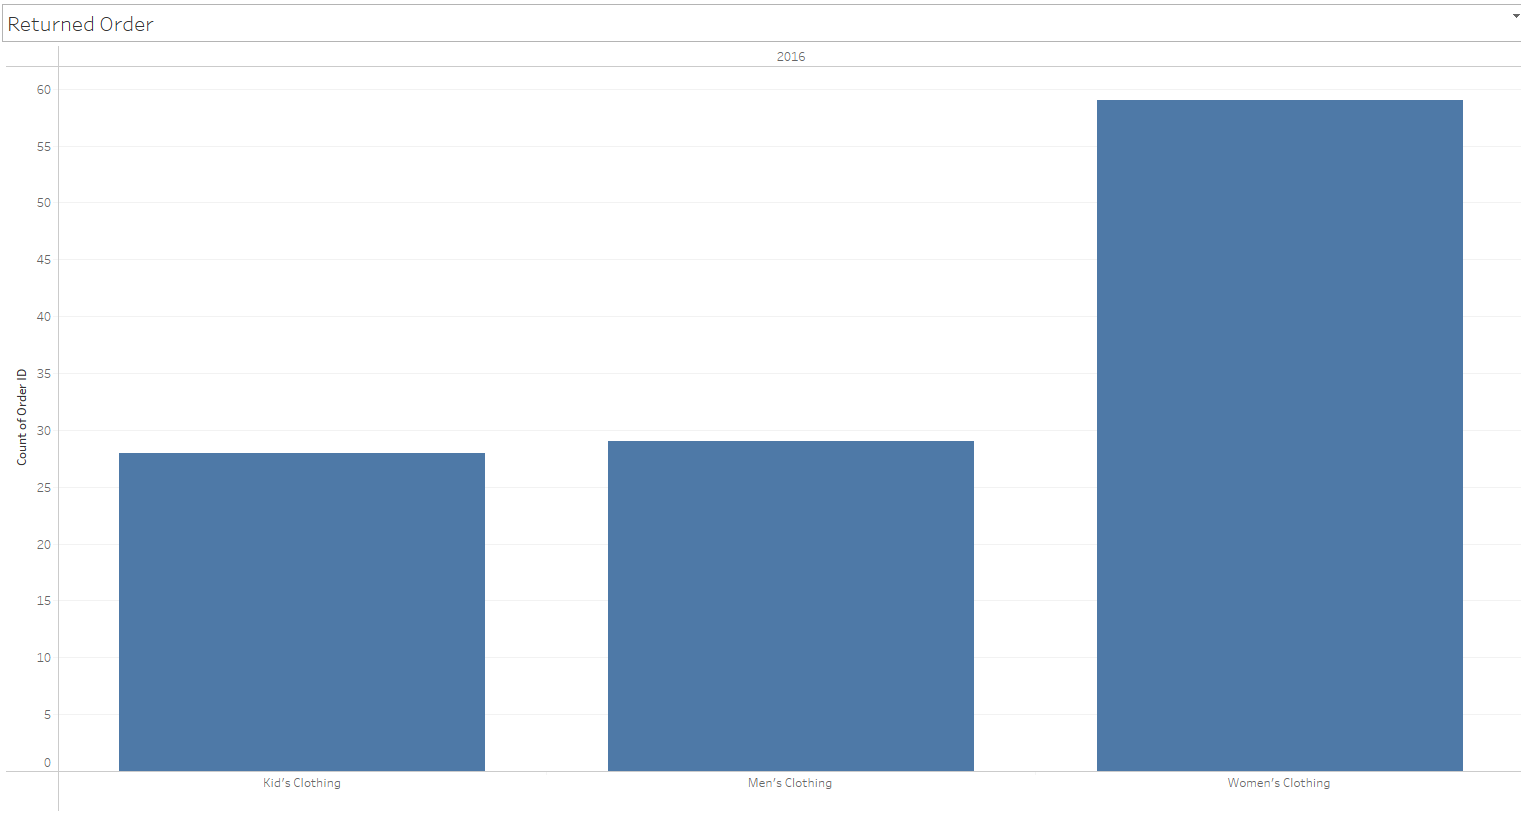 Returned Order
2016
60
55
50
45
40
35
30
25
20
15
10
5
0
Count of Order ID
Kid's Clothing
Men's Clothing
Women's Clothing